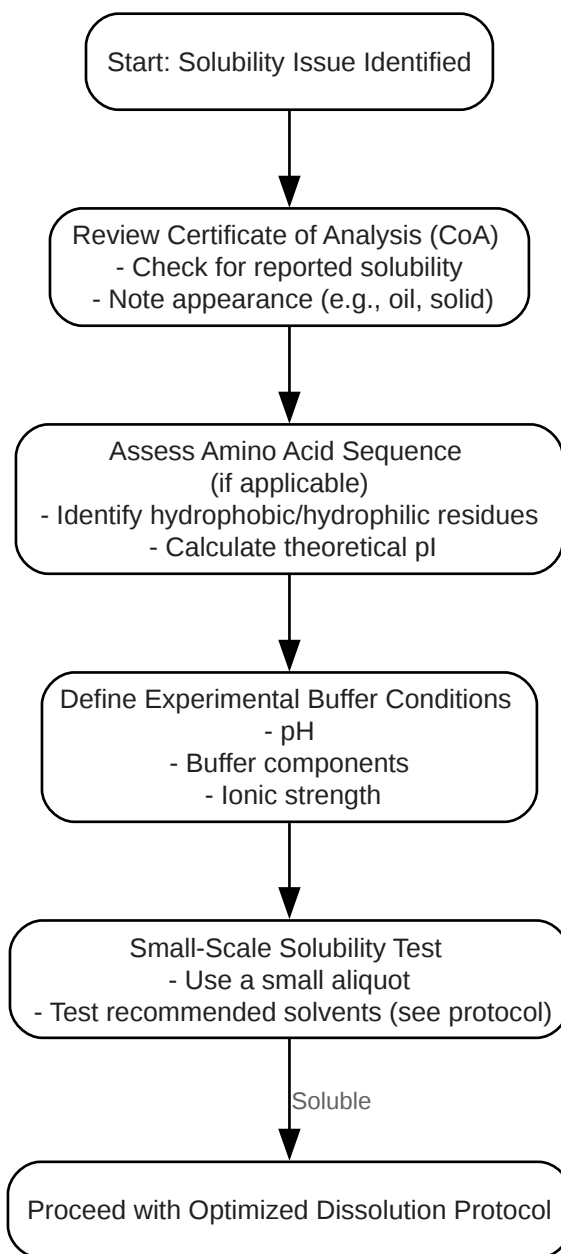 Start: Solubility Issue Identified
Review Certificate of Analysis (CoA)
- Check for reported solubility
- Note appearance (e.g., oil, solid)
Assess Amino Acid Sequence
(if applicable)
- Identify hydrophobic/hydrophilic residues
- Calculate theoretical pI
Define Experimental Buffer Conditions
- pH
- Buffer components
- Ionic strength
Small-Scale Solubility Test
- Use a small aliquot
- Test recommended solvents (see protocol)
Soluble
Proceed with Optimized Dissolution Protocol